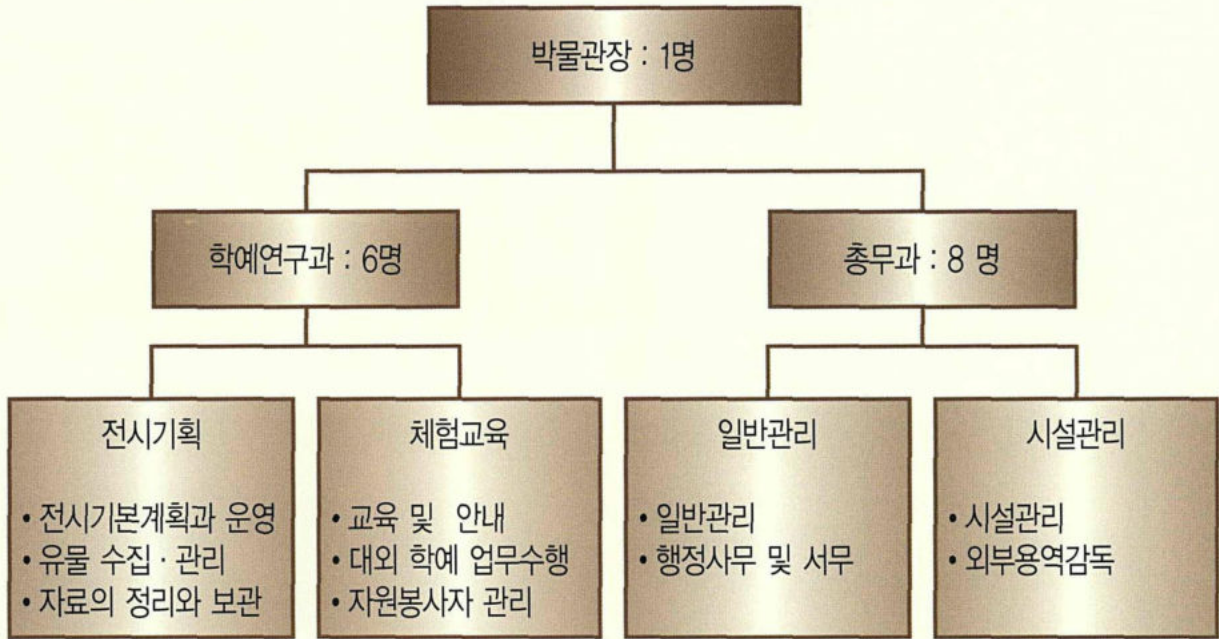 박물관장 : 1명
학예연구과 : 6명
총무과 : 8 명
전시기획
• 전시기본계획과 운영
• 유물 수집 · 관리
• 자료의 정리와 보관
체험교육
• 교육 및 안내
• 대외 학예 업무수행
• 자원봉사자 관리
일반관리
• 일반관리
• 행정사무 및 서무
시설관리
• 시설관리
• 외부용역감독